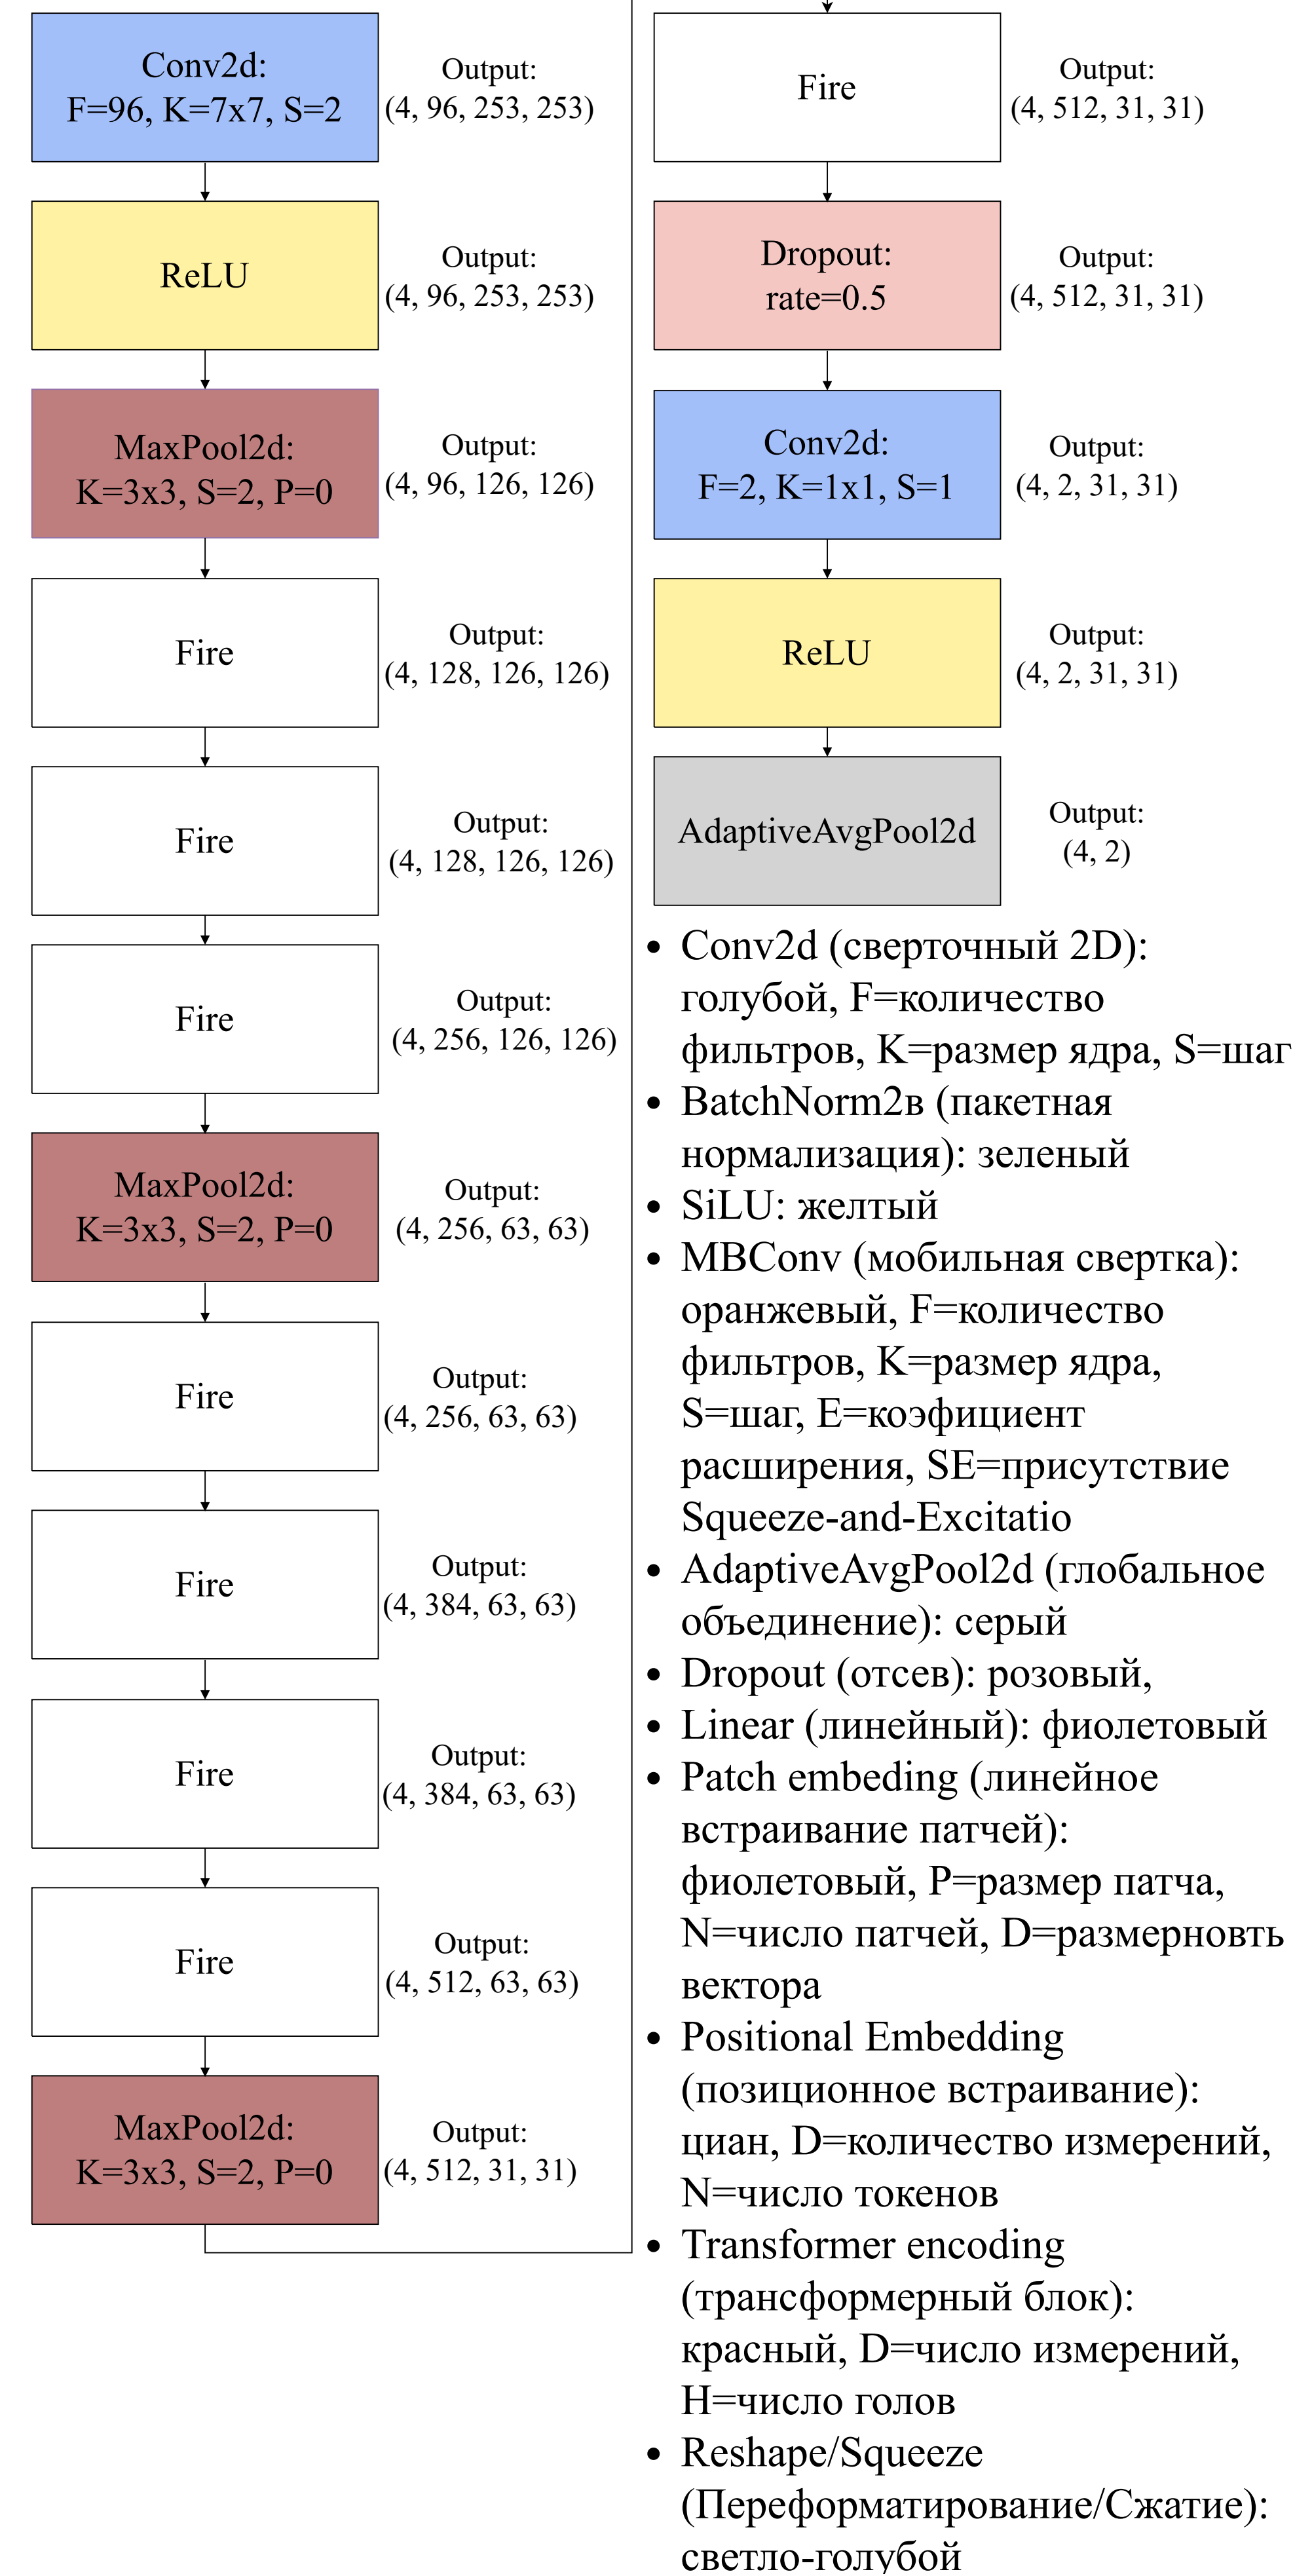 Conv2d:
F=96, K=7x7, S=2
Output:
(4, 96, 253, 253)
ReLU
Output:
(4, 96, 253, 253)
MaxPool2d:
K=3x3, S=2, P=0
Output:
(4, 96, 126, 126)
Fire
Output:
(4, 128, 126, 126)
Fire
Output:
(4, 128, 126, 126)
Fire
Output:
(4, 256, 126, 126)
MaxPool2d:
K=3x3, S=2, P=0
Output:
(4, 256, 63, 63)
Fire
Output:
(4, 256, 63, 63)
Fire
Output:
(4, 384, 63, 63)
Fire
Output:
(4, 384, 63, 63)
Fire
Output:
(4, 512, 63, 63)
MaxPool2d:
K=3x3, S=2, P=0
Output:
(4, 512, 31, 31)
Fire
Output:
(4, 512, 31, 31)
Dropout:
rate=0.5
Output:
(4, 512, 31, 31)
Conv2d:
F=2, K=1x1, S=1
Output:
(4, 2, 31, 31)
ReLU
Output:
(4, 2, 31, 31)
AdaptiveAvgPool2d
Output:
(4, 2)
• Conv2d (сверточный 2D):
голубой, F=количество
фильтров, K=размер ядра, S=шаг
• BatchNorm2в (пакетная
нормализация): зеленый
• SiLU: желтый
• MBConv (мобильная свертка):
оранжевый, F=количество
фильтров, K=размер ядра,
S=шаг, E=коэфициент
расширения, SE=присутствие
Squeeze-and-Excitatio
• AdaptiveAvgPool2d (глобальное
объединение): серый
• Dropout (отсев): розовый,
• Linear (линейный): фиолетовый
• Patch embeding (линейное
встраивание патчей):
фиолетовый, P=размер патча,
N=число патчей, D=размерновть
вектора
• Positional Embedding
(позиционное встраивание):
циан, D=количество измерений,
N=число токенов
• Transformer encoding
(трансформерный блок):
красный, D=число измерений,
H=число голов
• Reshape/Squeeze
(Переформатирование/Сжатие):
светло-голубой